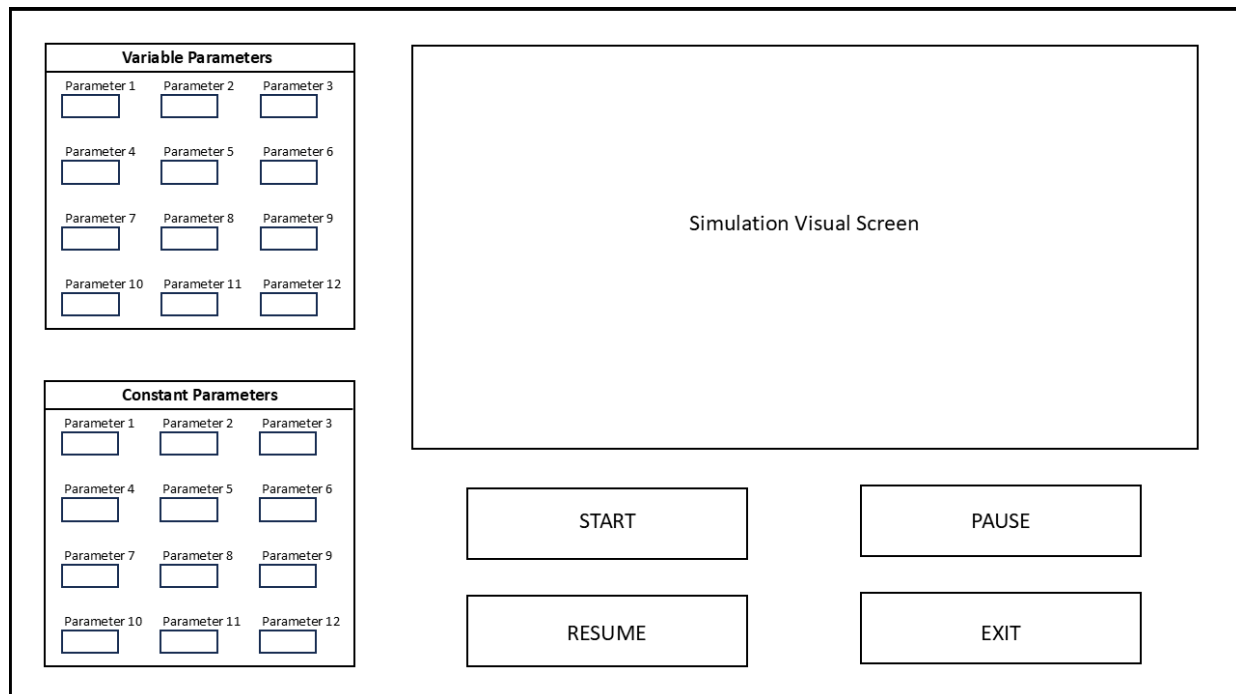 Variable Parameters
Parameter 1 Parameter 2 Parameter 3
Parameter 4 Parameter 5 Parameter 6
Parameter 7 Parameter 8 Parameter 9
Parameter 10 Parameter 11 Parameter 12
Constant Parameters
Parameter 1 Parameter 2 Parameter 3
Parameter 4 Parameter 5 Parameter 6
Parameter 7 Parameter 8 Parameter 9
Parameter 10 Parameter 11 Parameter 12
Simulation Visual Screen
START PAUSE
RESUME EXIT